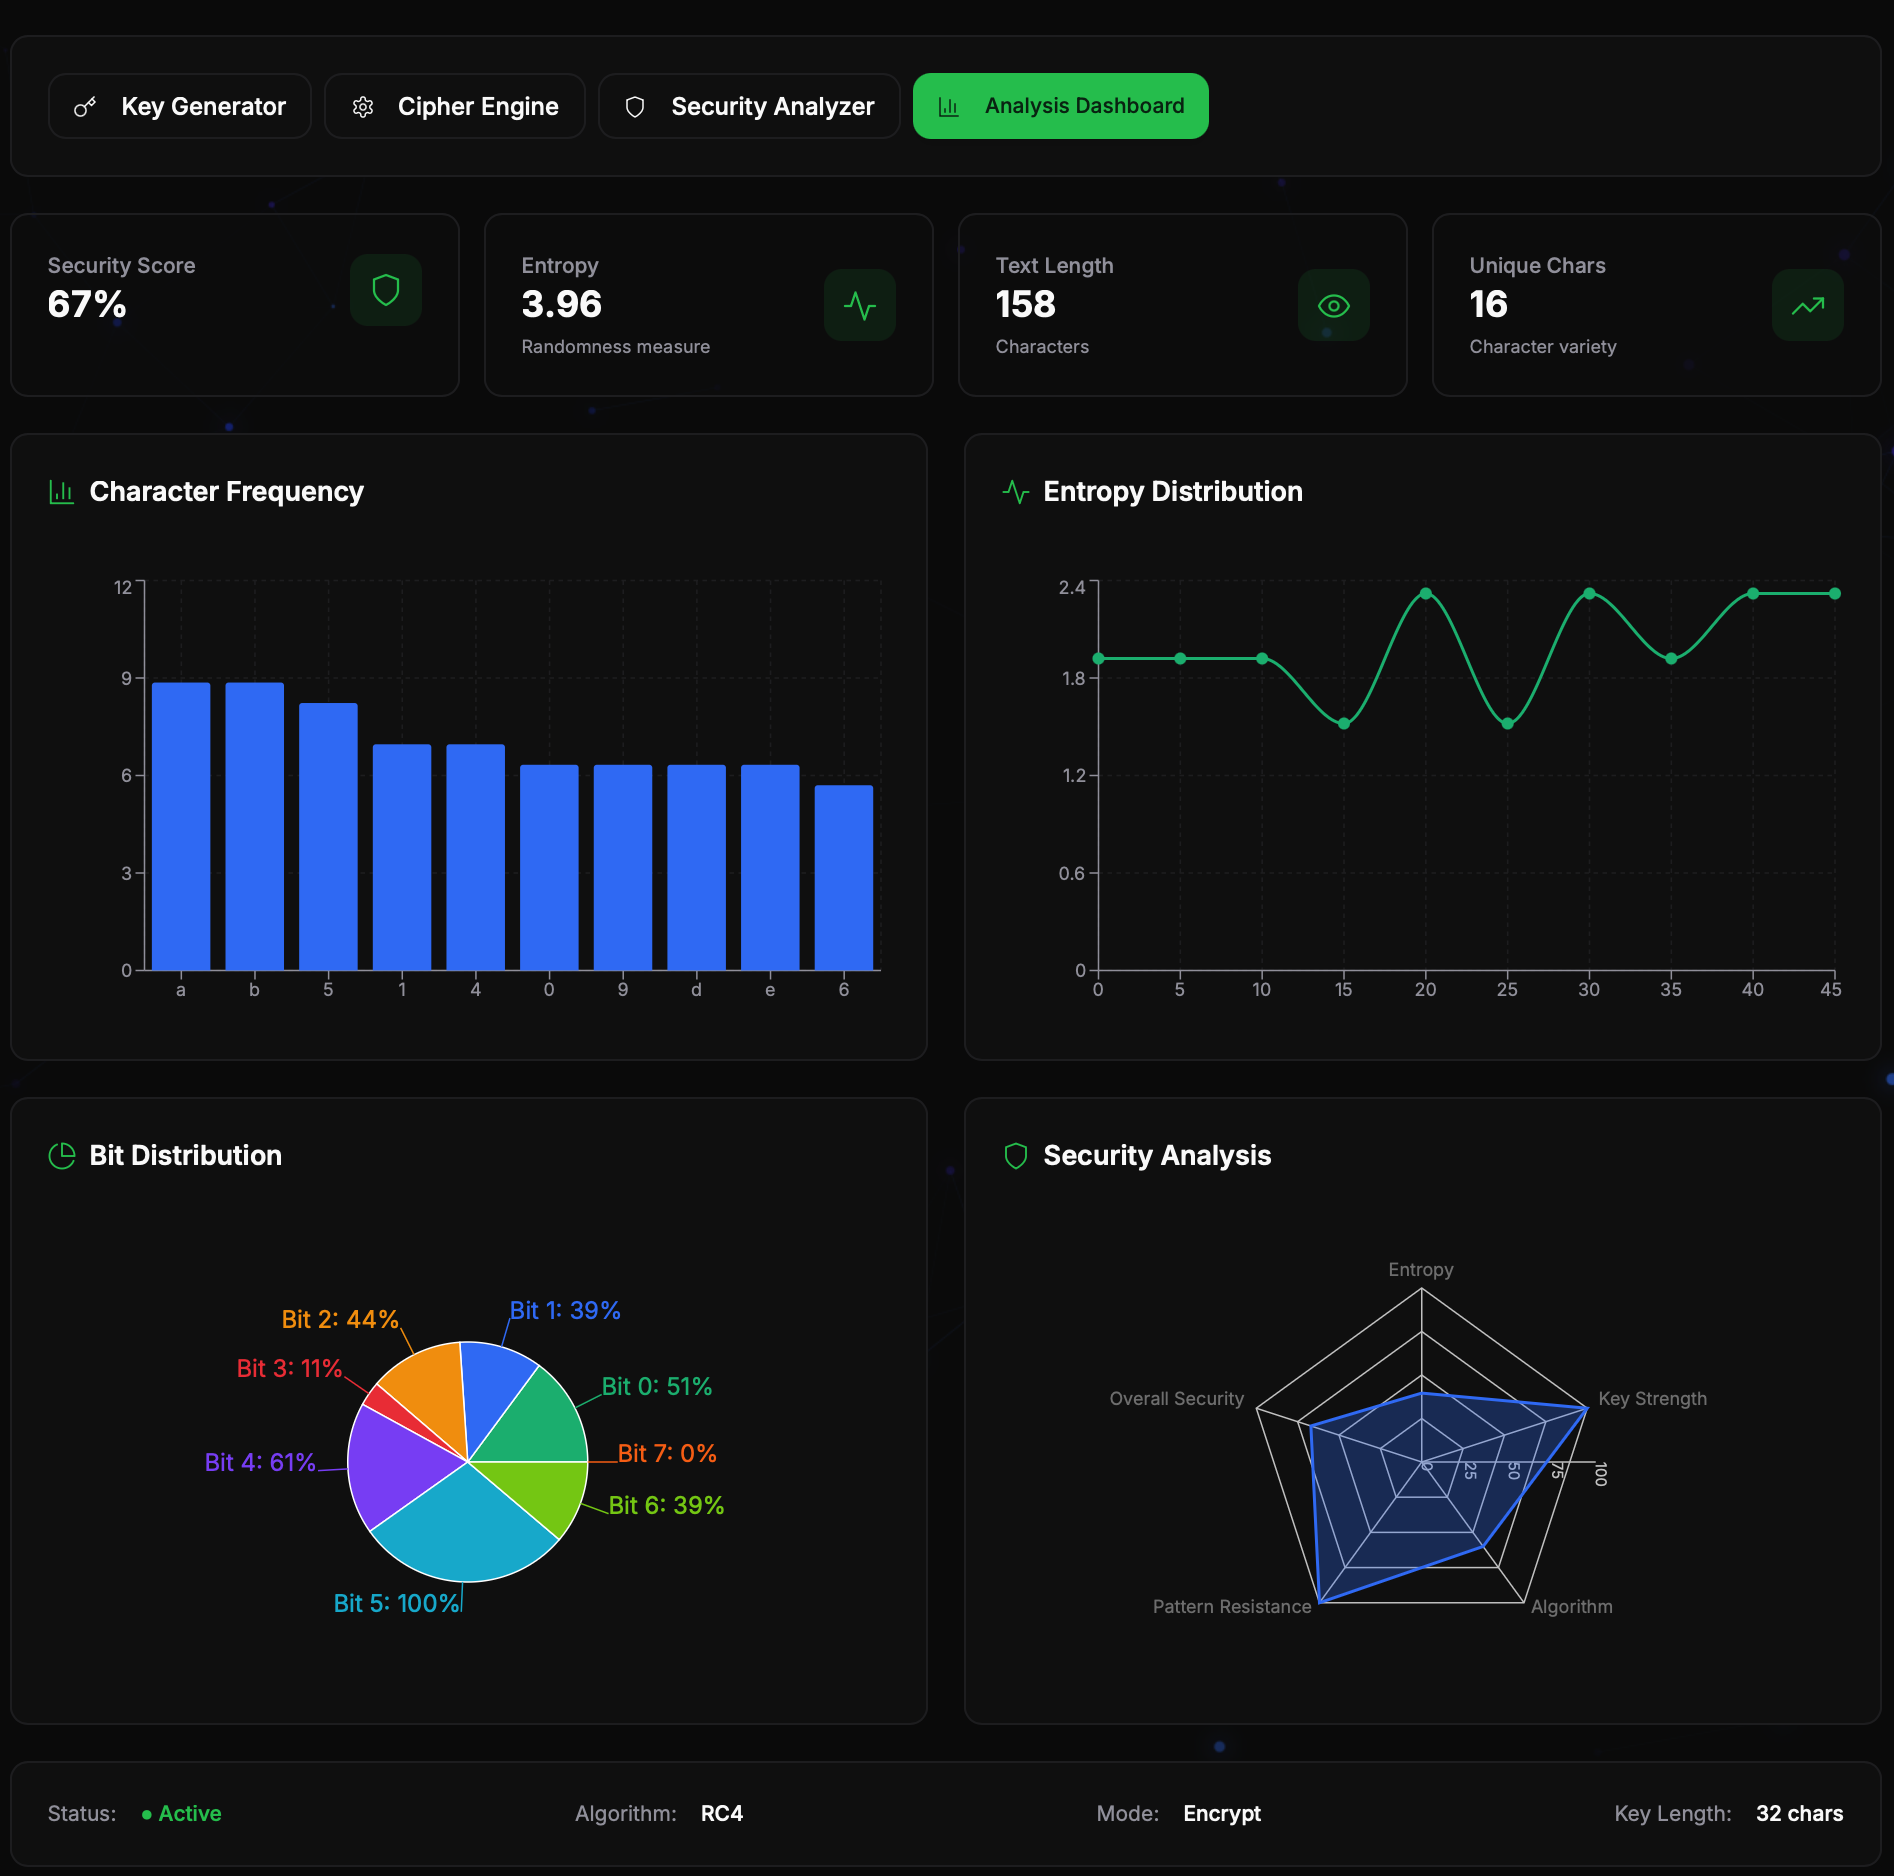 Key Generator
Cipher Engine
Security Analyzer
Analysis Dashboard
Security Score
67%
Entropy
3.96
Randomness measure
Text Length
158
Characters
Unique Chars
16
Character variety
Character Frequency
12
9
6
3
0
a b 5 1 4 0 9 d e 6
Entropy Distribution
2.4
1.8
1.2
0.6
0
0 5 10 15 20 25 30 35 40 45
Bit Distribution
Bit 1: 39%
Bit 2: 44%
Bit 3: 11%
Bit 0: 51%
Bit 7: 0%
Bit 4: 61%
Bit 6: 39%
Bit 5: 100%
Security Analysis
Entropy
Overall Security
Key Strength
0 25 50 75 100
Pattern Resistance
Algorithm
Status: Active
Algorithm: RC4
Mode: Encrypt
Key Length: 32 chars